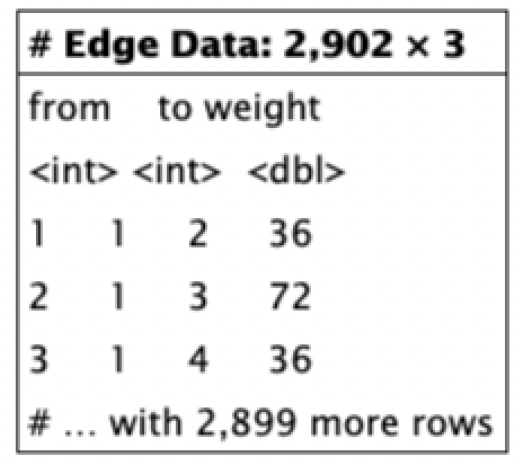 # Edge Data: 2,902 × 3
from to weight
<int> <int> <dbl>
1 1 2 36
2 1 3 72
3 1 4 36
# ... with 2,899 more rows